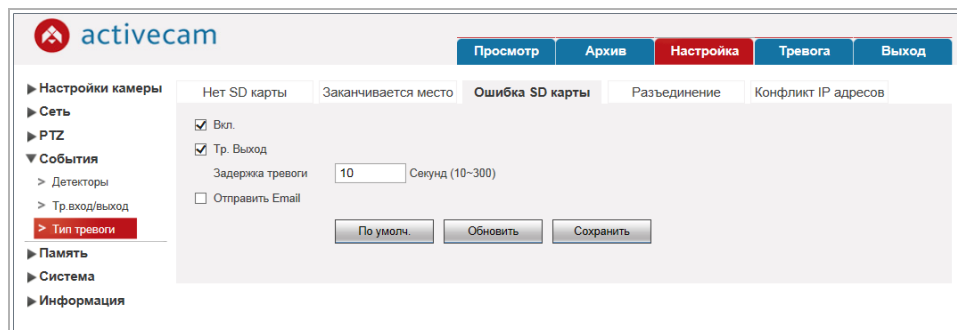 activecam
Просмотр Архив Настройка Тревога Выход
Настройки камеры
Сеть
PTZ
События
> Детекторы
> Тр.вход/выход
> Тип тревоги
Память
Система
Информация
Нет SD карты Заканчивается место Ошибка SD карты Разъединение Конфликт IP адресов
Вкл.
Тр. Выход
Задержка тревоги 10 Секунд (10~300)
Отправить Email
По умолч. Обновить Сохранить